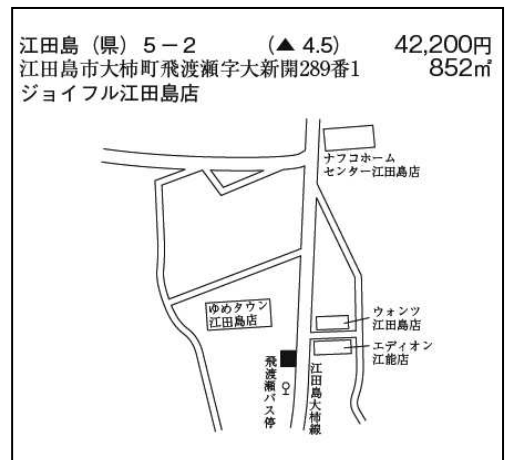 江田島（県）５－２　（▲ 4.5）　42,200円
江田島市大柿町飛渡瀬字大新開289番1　852㎡
ジョイフル江田島店
ナフコホーム
センター江田島店
ゆめタウン
江田島店
ウォンツ
江田島店
エディオン
江能店
飛渡瀬バス停
江田島大柿線